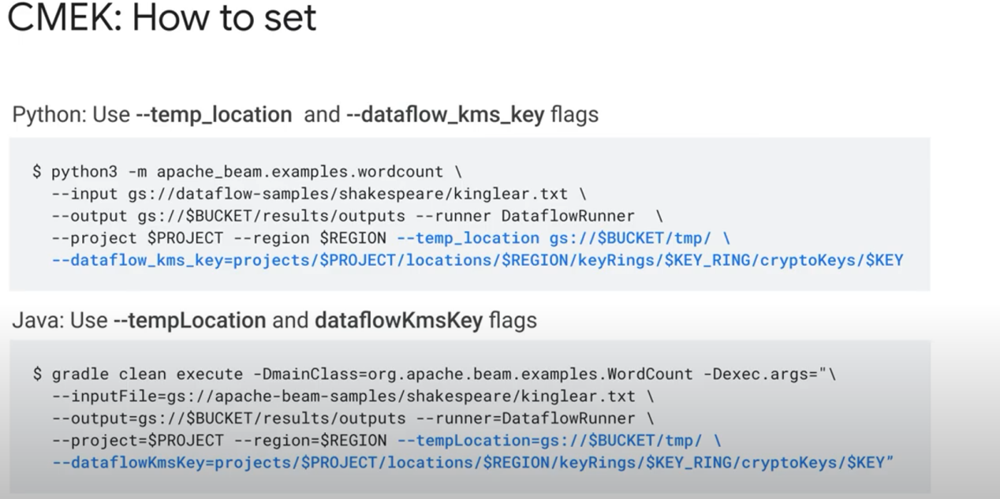 CMEK: How to set
Python: Use --temp_location and --dataflow_kms_key flags
$ python3 -m apache_beam.examples.wordcount \
--input gs://dataflow-samples/shakespeare/kinglear.txt \
--output gs://$BUCKET/results/outputs --runner DataflowRunner \
--project $PROJECT --region $REGION --temp_location gs://$BUCKET/tmp/ \
--dataflow_kms_key=projects/$PROJECT/locations/$REGION/keyRings/$KEY_RING/cryptoKeys/$KEY
Java: Use --tempLocation and dataflowKmsKey flags
$ gradle clean execute -DmainClass=org.apache.beam.examples.WordCount -Dexec.args="\
--inputFile=gs://apache-beam-samples/shakespeare/kinglear.txt \
--output=gs://$BUCKET/results/outputs --runner=DataflowRunner \
--project=$PROJECT --region=$REGION --tempLocation=gs://$BUCKET/tmp/ \
--dataflowKmsKey=projects/$PROJECT/locations/$REGION/keyRings/$KEY_RING/cryptoKeys/$KEY”